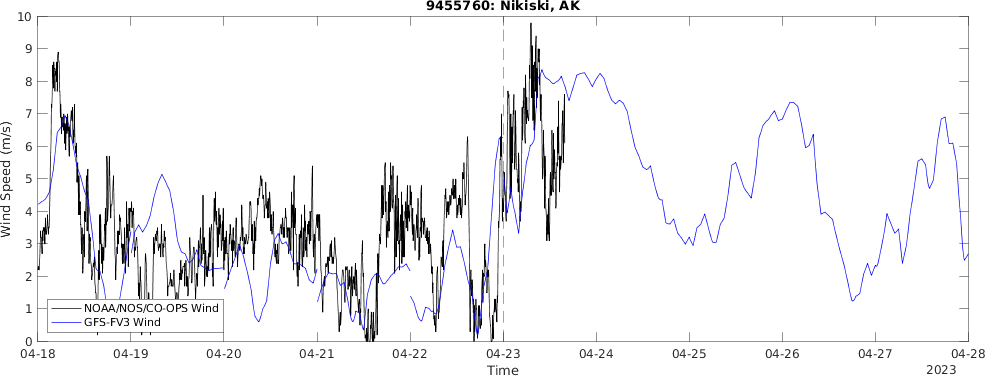 9455760: Nikiski, AK
Wind Speed (m/s)
10
9
8
7
6
5
4
3
2
1
0
NOAA/NOS/CO-OPS Wind
GFS-FV3 Wind
04-18 04-19 04-20 04-21 04-22 04-23 04-24 04-25 04-26 04-27 04-28
Time
2023